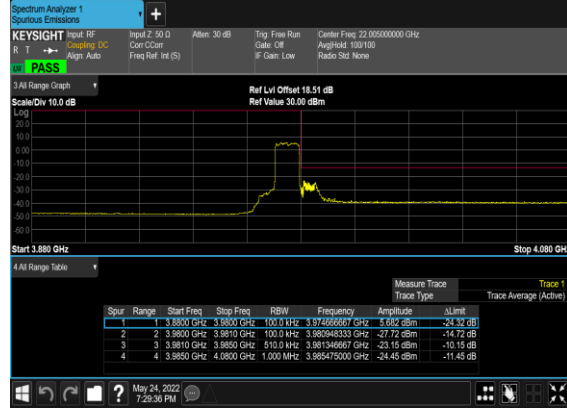 Spectrum Analyzer 1
Spurious Emissions
KEYSIGHT Input: RF Input Z: 50 Ω Atten: 30 dB Trig: Free Run Center Freq: 22.005000000 GHz
R T Coupling: DC Corr CCorr Gate: Off Avg|Hold: 100/100
Align: Auto Freq Ref: Int (S) IF Gain: Low Radio Std: None
PASS
3 All Range Graph Ref Lvl Offset 18.51 dB
Scale/Div 10.0 dB Ref Value 30.00 dBm
Log
20.0
10.0
0.00
-10.0
-20.0
-30.0
-40.0
-50.0
-60.0
Start 3.880 GHz Stop 4.080 GHz
4 All Range Table
Measure Trace Trace 1
Trace Type Trace Average (Active)
Spur Range Start Freq Stop Freq RBW Frequency Amplitude ΔLimit
1 1 3.8800 GHz 3.9800 GHz 100.0 kHz 3.974666667 GHz 5.682 dBm -24.32 dB
2 2 3.9800 GHz 3.9810 GHz 100.0 kHz 3.980948333 GHz -27.72 dBm -14.72 dB
3 3 3.9810 GHz 3.9850 GHz 510.0 kHz 3.981346667 GHz -23.15 dBm -10.15 dB
4 4 3.9850 GHz 4.0800 GHz 1.000 MHz 3.985475000 GHz -24.45 dBm -11.45 dB
May 24, 2022
7:29:36 PM